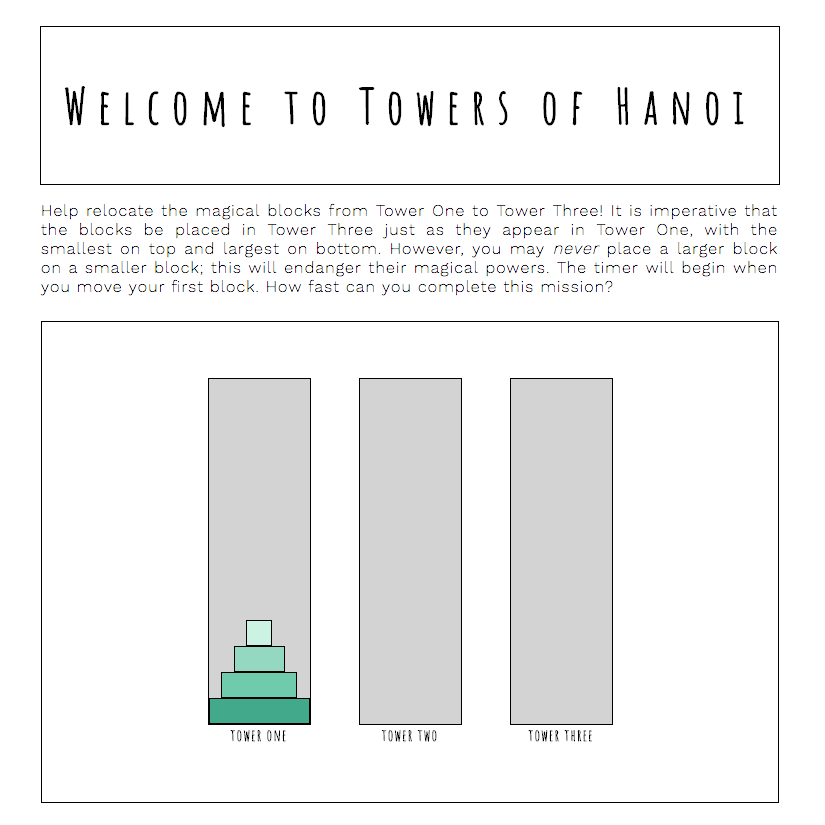 Welcome to Towers of Hanoi
Help relocate the magical blocks from Tower One to Tower Three! It is imperative that
the blocks be placed in Tower Three just as they appear in Tower One, with the
smallest on top and largest on bottom. However, you may never place a larger block
on a smaller block; this will endanger their magical powers. The timer will begin when
you move your first block. How fast can you complete this mission?
TOWER ONE
TOWER TWO
TOWER THREE